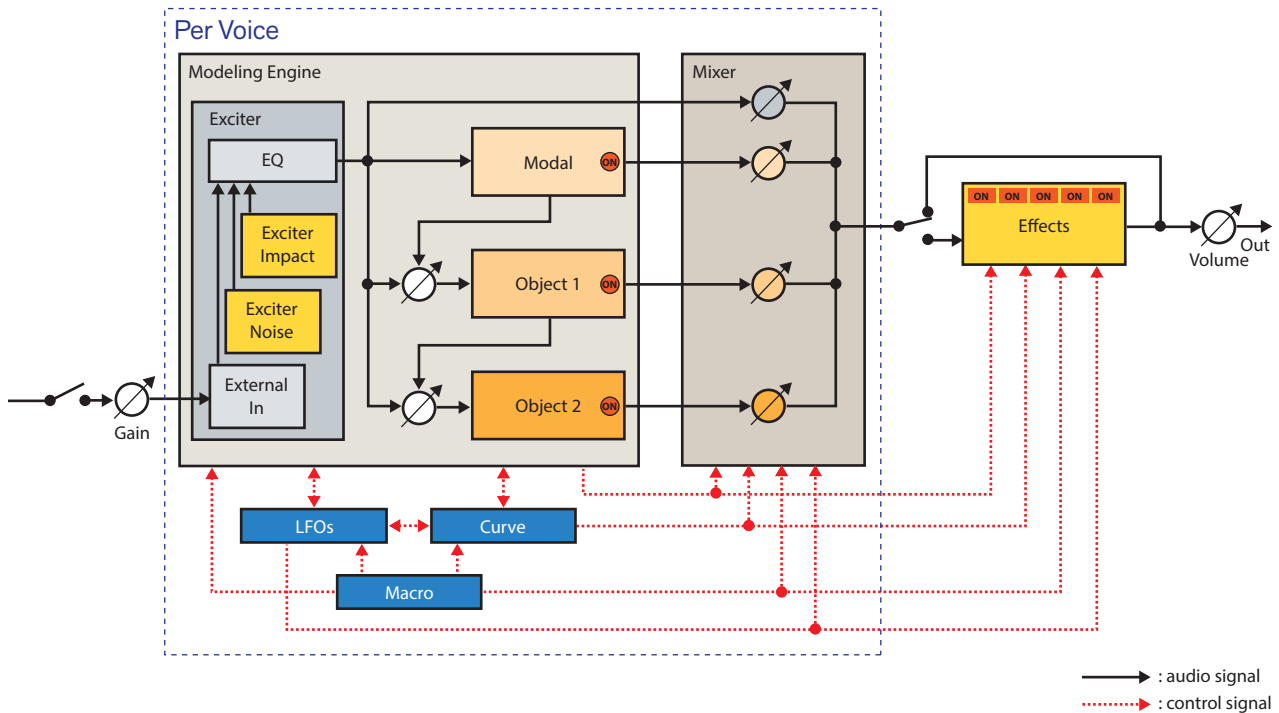 Per Voice
Modeling Engine
Mixer
Exciter
EQ
Modal
ON
Exciter
Impact
ON ON ON ON ON
Effects
Out
Volume
Object 1
ON
Exciter
Noise
External
In
Gain
Object 2
ON
LFOs
Curve
Macro
: audio signal
: control signal